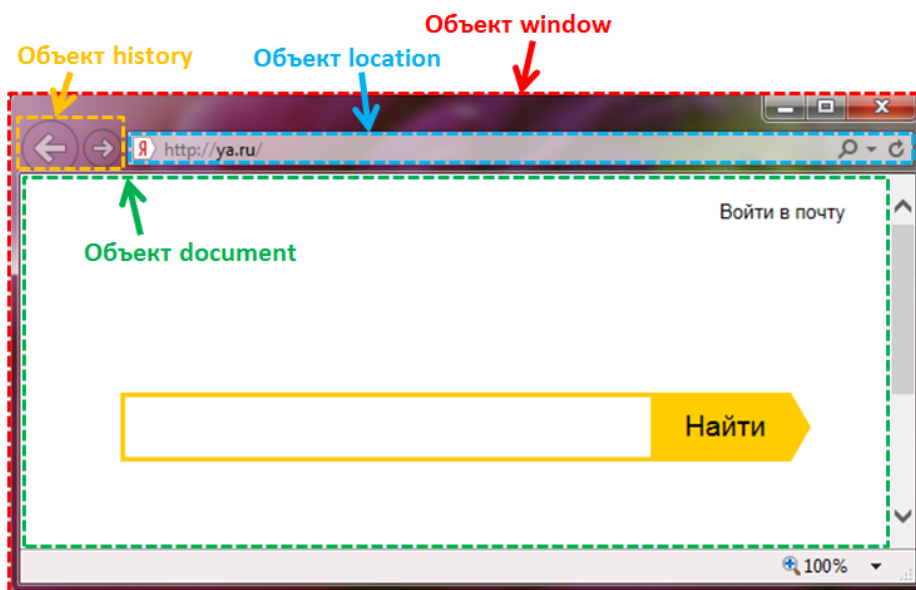 Объект window
Объект history
Объект location
Я http://ya.ru/
Войти в почту
Объект document
Найти
100%